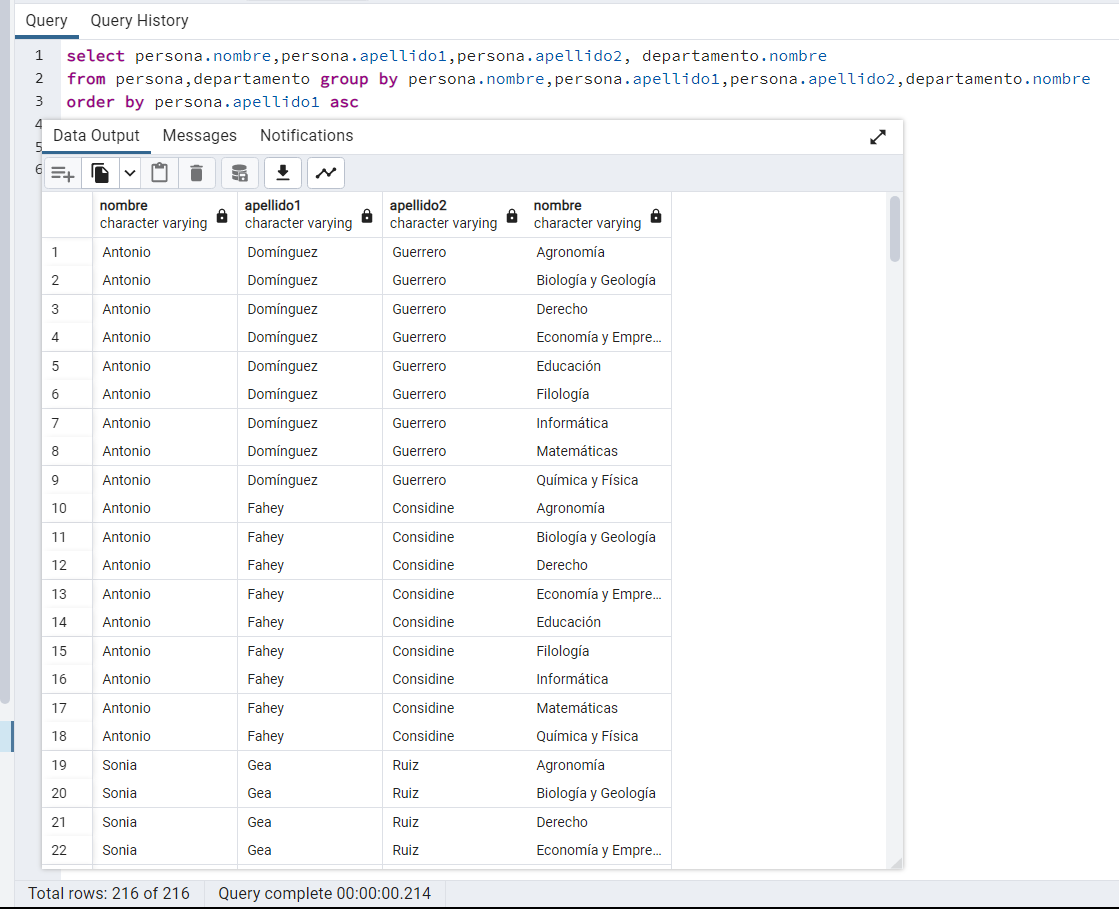 Query Query History
1 select persona.nombre,persona.apellido1,persona.apellido2, departamento.nombre
2 from persona,departamento group by persona.nombre,persona.apellido1,persona.apellido2,departamento.nombre
3 order by persona.apellido1 asc
4
5
6
Data Output Messages Notifications
nombre apellido1 apellido2 nombre
character varying character varying character varying character varying
1 Antonio Domínguez Guerrero Agronomía
2 Antonio Domínguez Guerrero Biología y Geología
3 Antonio Domínguez Guerrero Derecho
4 Antonio Domínguez Guerrero Economía y Empre...
5 Antonio Domínguez Guerrero Educación
6 Antonio Domínguez Guerrero Filología
7 Antonio Domínguez Guerrero Informática
8 Antonio Domínguez Guerrero Matemáticas
9 Antonio Domínguez Guerrero Química y Física
10 Antonio Fahey Considine Agronomía
11 Antonio Fahey Considine Biología y Geología
12 Antonio Fahey Considine Derecho
13 Antonio Fahey Considine Economía y Empre...
14 Antonio Fahey Considine Educación
15 Antonio Fahey Considine Filología
16 Antonio Fahey Considine Informática
17 Antonio Fahey Considine Matemáticas
18 Antonio Fahey Considine Química y Física
19 Sonia Gea Ruiz Agronomía
20 Sonia Gea Ruiz Biología y Geología
21 Sonia Gea Ruiz Derecho
22 Sonia Gea Ruiz Economía y Empre...
Total rows: 216 of 216 Query complete 00:00:00.214